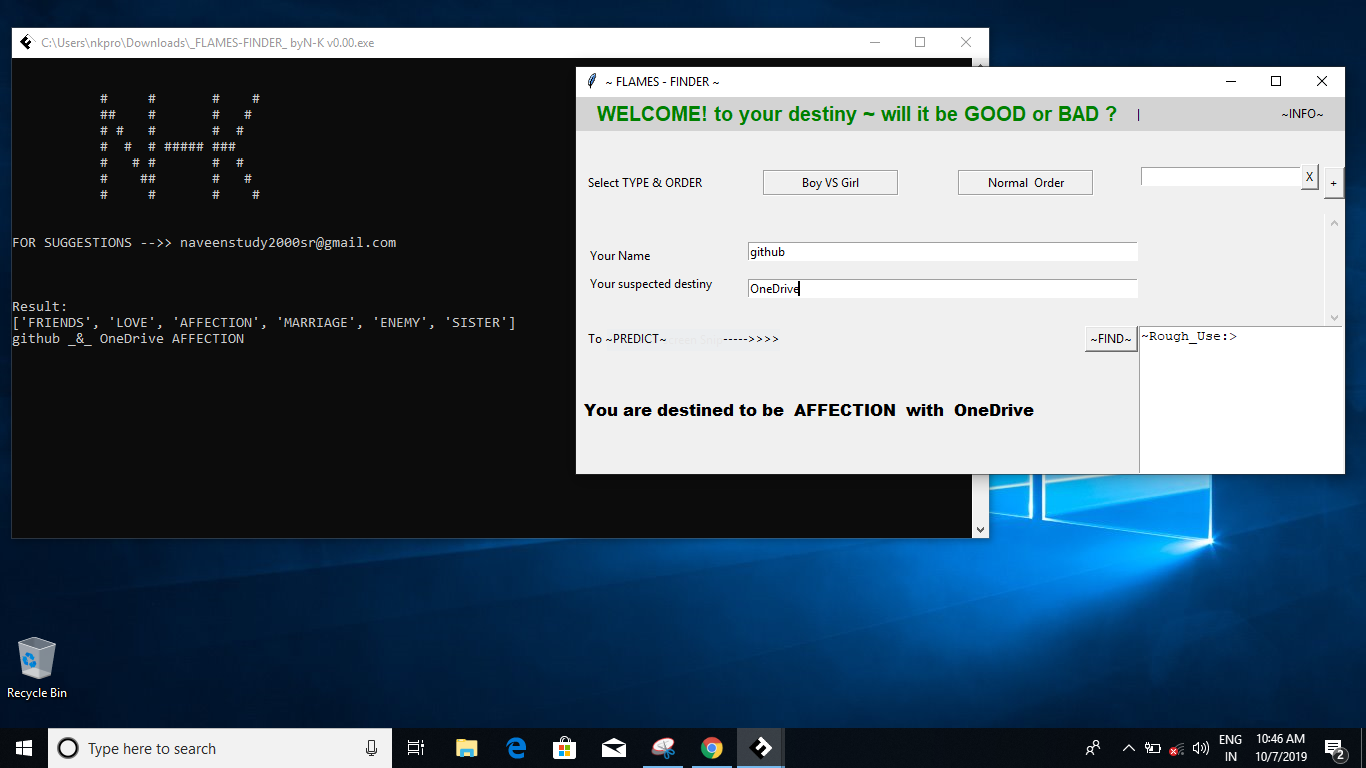 C:\Users\nkpro\Downloads\_FLAMES-FINDER_ byN-K v0.00.exe
FOR SUGGESTIONS -->> naveenstudy2000sr@gmail.com
Result:
['FRIENDS', 'LOVE', 'AFFECTION', 'MARRIAGE', 'ENEMY', 'SISTER']
github _&_ OneDrive AFFECTION
~ FLAMES - FINDER ~
WELCOME! to your destiny ~ will it be GOOD or BAD ? |
~INFO~
Select TYPE & ORDER
Boy VS Girl
Normal Order
X
+
Your Name
github
Your suspected destiny
OneDrive
To ~PREDICT~ ----->>>>
~FIND~
~Rough_Use:>
You are destined to be AFFECTION with OneDrive
Recycle Bin
Type here to search
ENG
IN
10:46 AM
10/7/2019
2